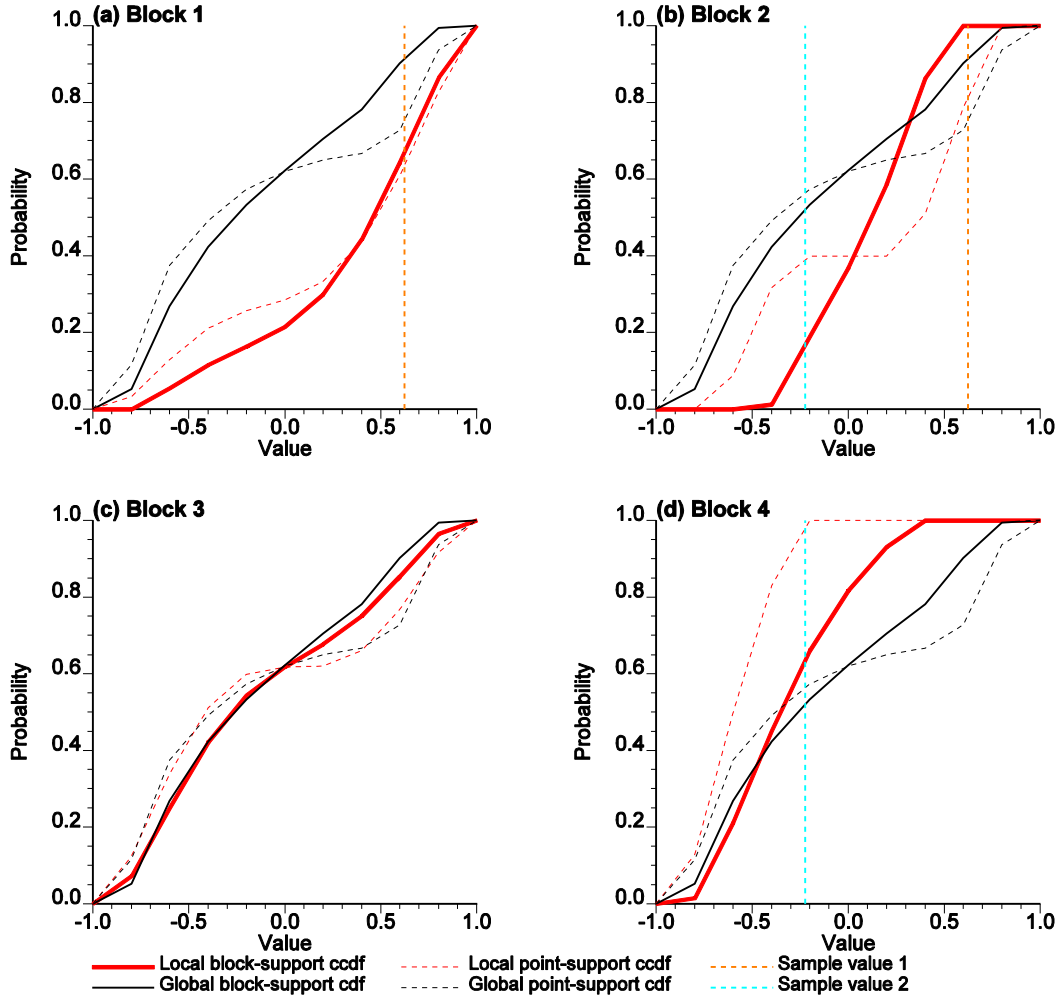 (a) Block 1
(b) Block 2
1.0
0.8
0.6
0.4
0.2
0.0
Probability
-1.0 -0.5 0.0 0.5 1.0
Value
1.0
0.8
0.6
0.4
0.2
0.0
Probability
-1.0 -0.5 0.0 0.5 1.0
Value
(c) Block 3
(d) Block 4
1.0
0.8
0.6
0.4
0.2
0.0
Probability
-1.0 -0.5 0.0 0.5 1.0
Value
1.0
0.8
0.6
0.4
0.2
0.0
Probability
-1.0 -0.5 0.0 0.5 1.0
Value
Local block-support ccdf Local point-support ccdf Sample value 1
Global block-support cdf Global point-support cdf Sample value 2